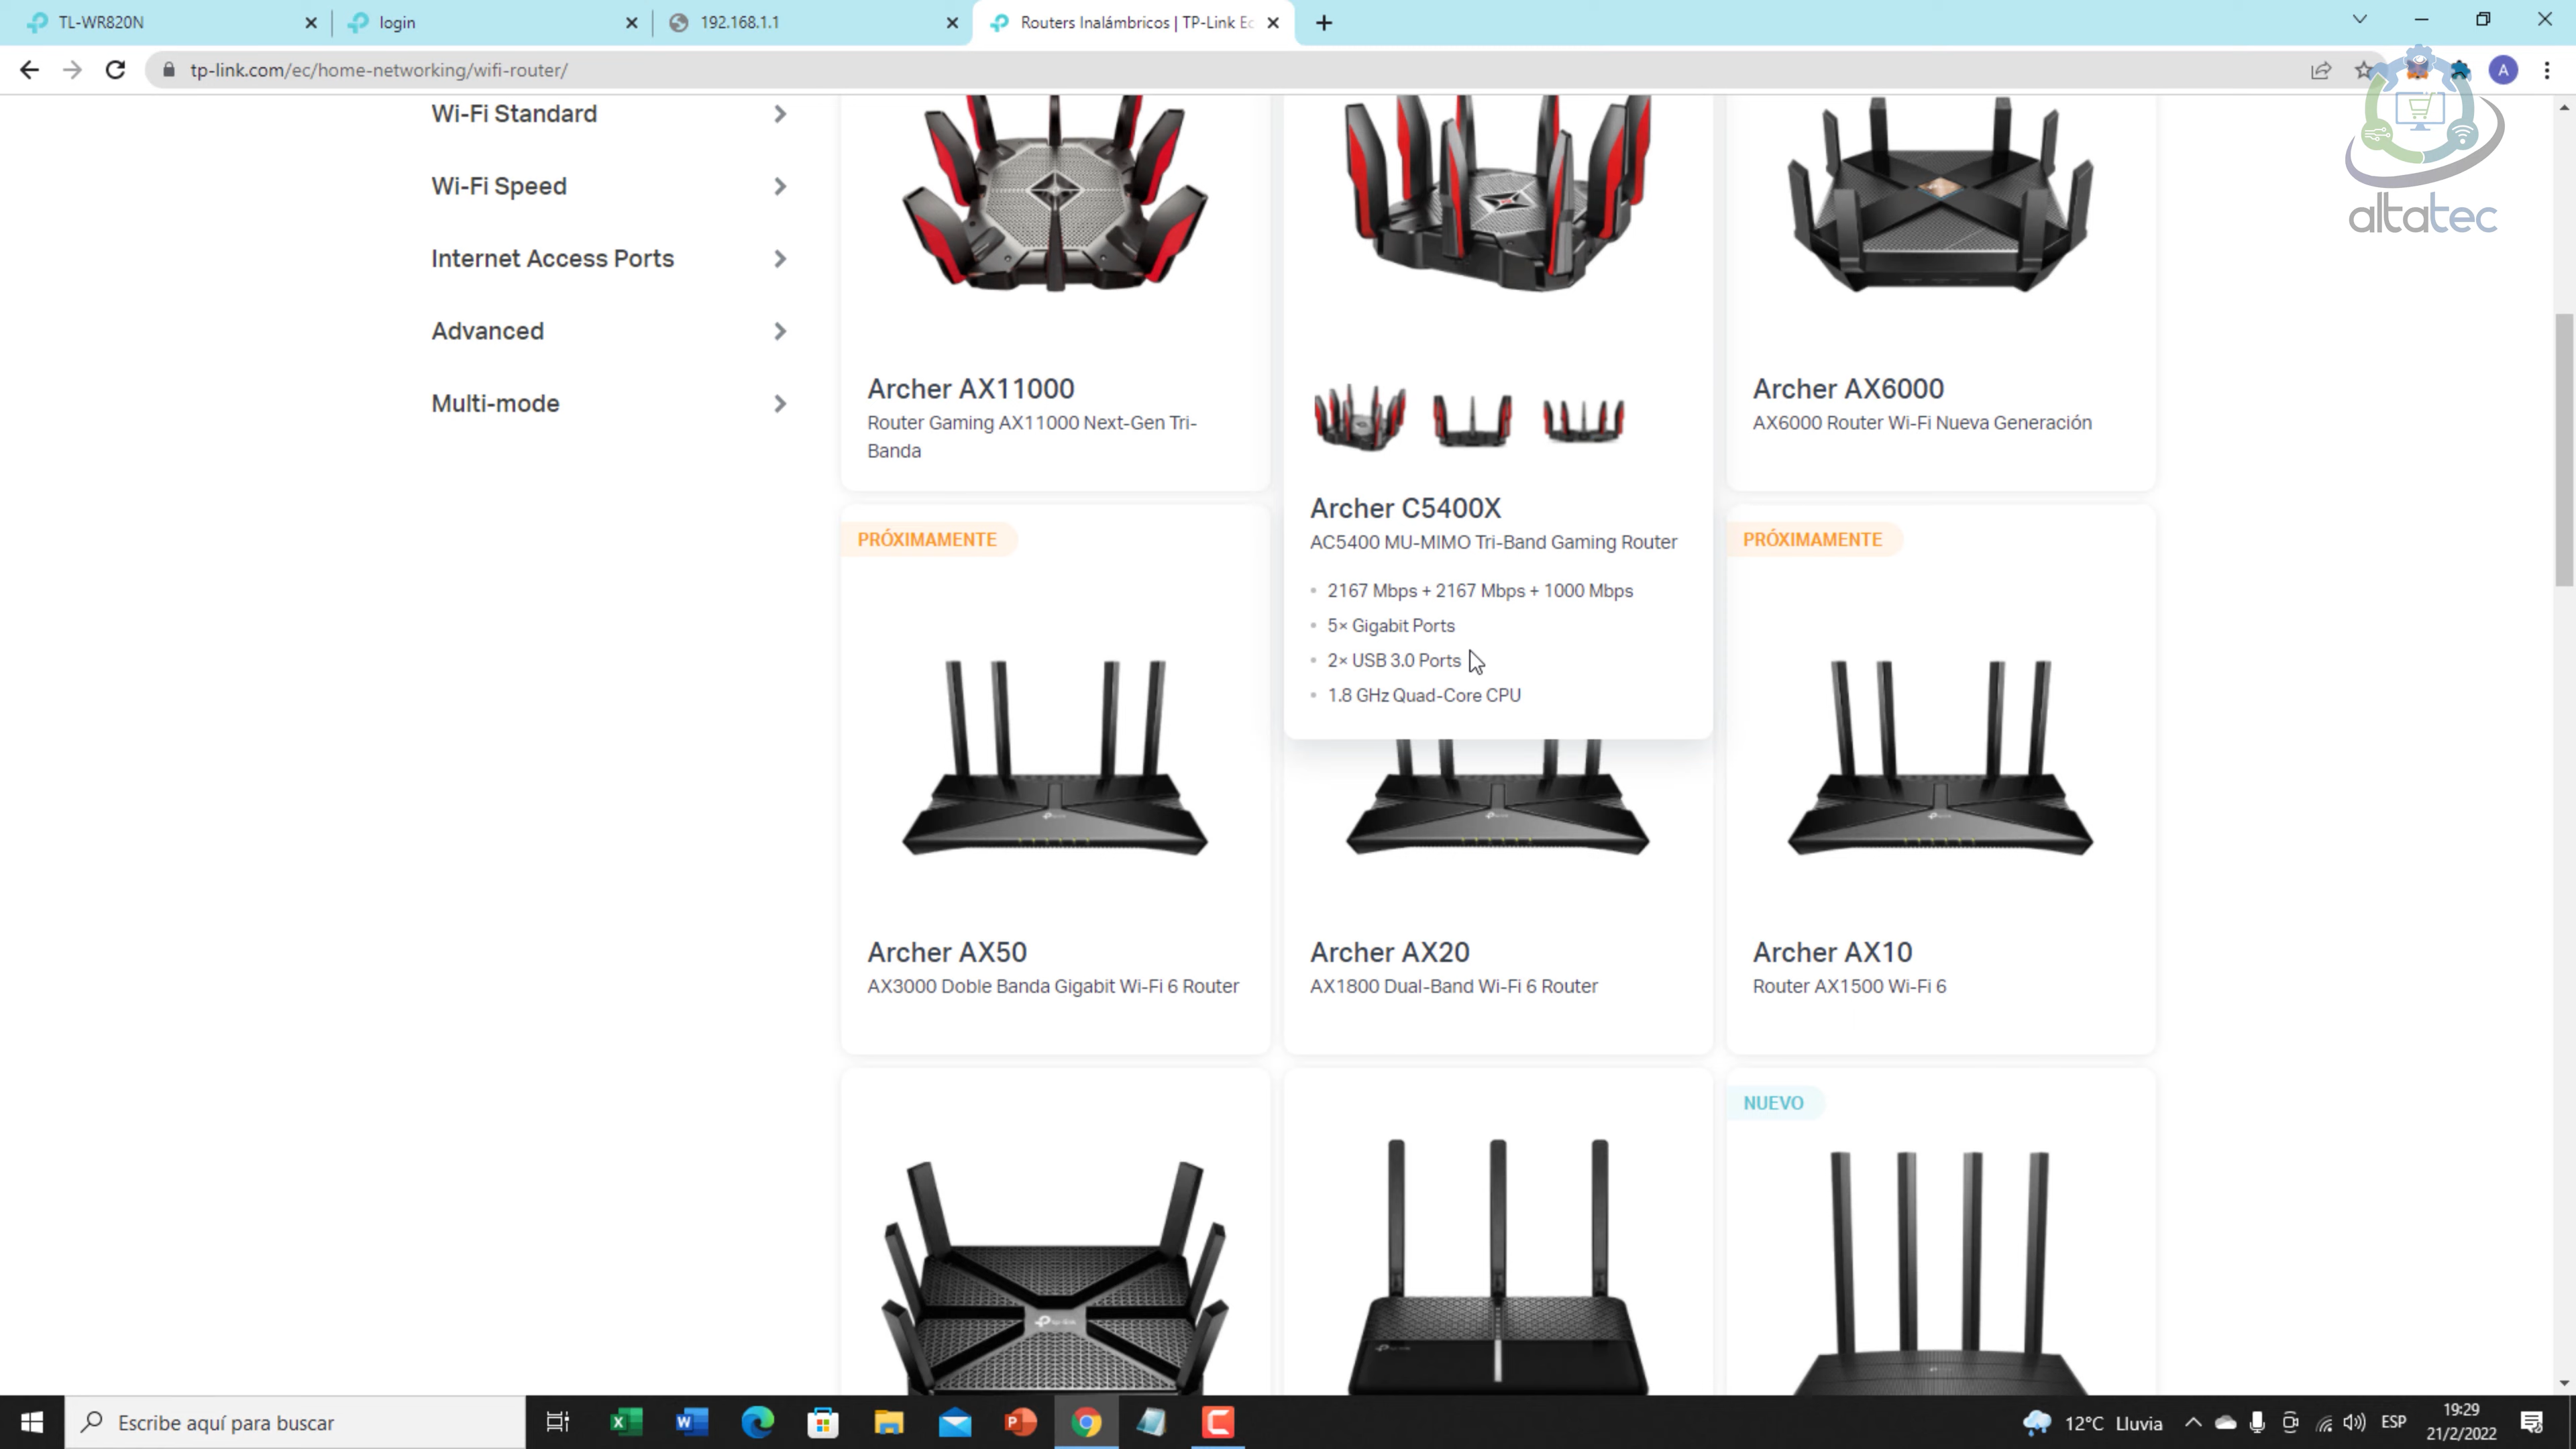 TL-WR820N
login
192.168.1.1
Routers Inalámbricos | TP-Link Ec
tp-link.com/ec/home-networking/wifi-router/
A
altatec
Wi-Fi Standard
Wi-Fi Speed
Internet Access Ports
Advanced
Multi-mode
Archer AX11000
Router Gaming AX11000 Next-Gen Tri-
Banda
Archer C5400X
AC5400 MU-MIMO Tri-Band Gaming Router
2167 Mbps + 2167 Mbps + 1000 Mbps
5× Gigabit Ports
2× USB 3.0 Ports
1.8 GHz Quad-Core CPU
Archer AX6000
AX6000 Router Wi-Fi Nueva Generación
PRÓXIMAMENTE
Archer AX50
AX3000 Doble Banda Gigabit Wi-Fi 6 Router
Archer AX20
AX1800 Dual-Band Wi-Fi 6 Router
PRÓXIMAMENTE
Archer AX10
Router AX1500 Wi-Fi 6
NUEVO
tp-link
Escribe aquí para buscar
12°C Lluvia
ESP
19:29
21/2/2022